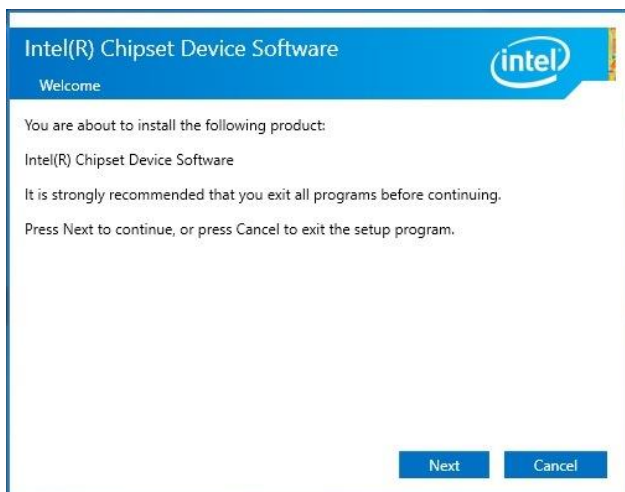 Intel(R) Chipset Device Software
intel
Welcome
You are about to install the following product:
Intel(R) Chipset Device Software
It is strongly recommended that you exit all programs before continuing.
Press Next to continue, or press Cancel to exit the setup program.
Next
Cancel